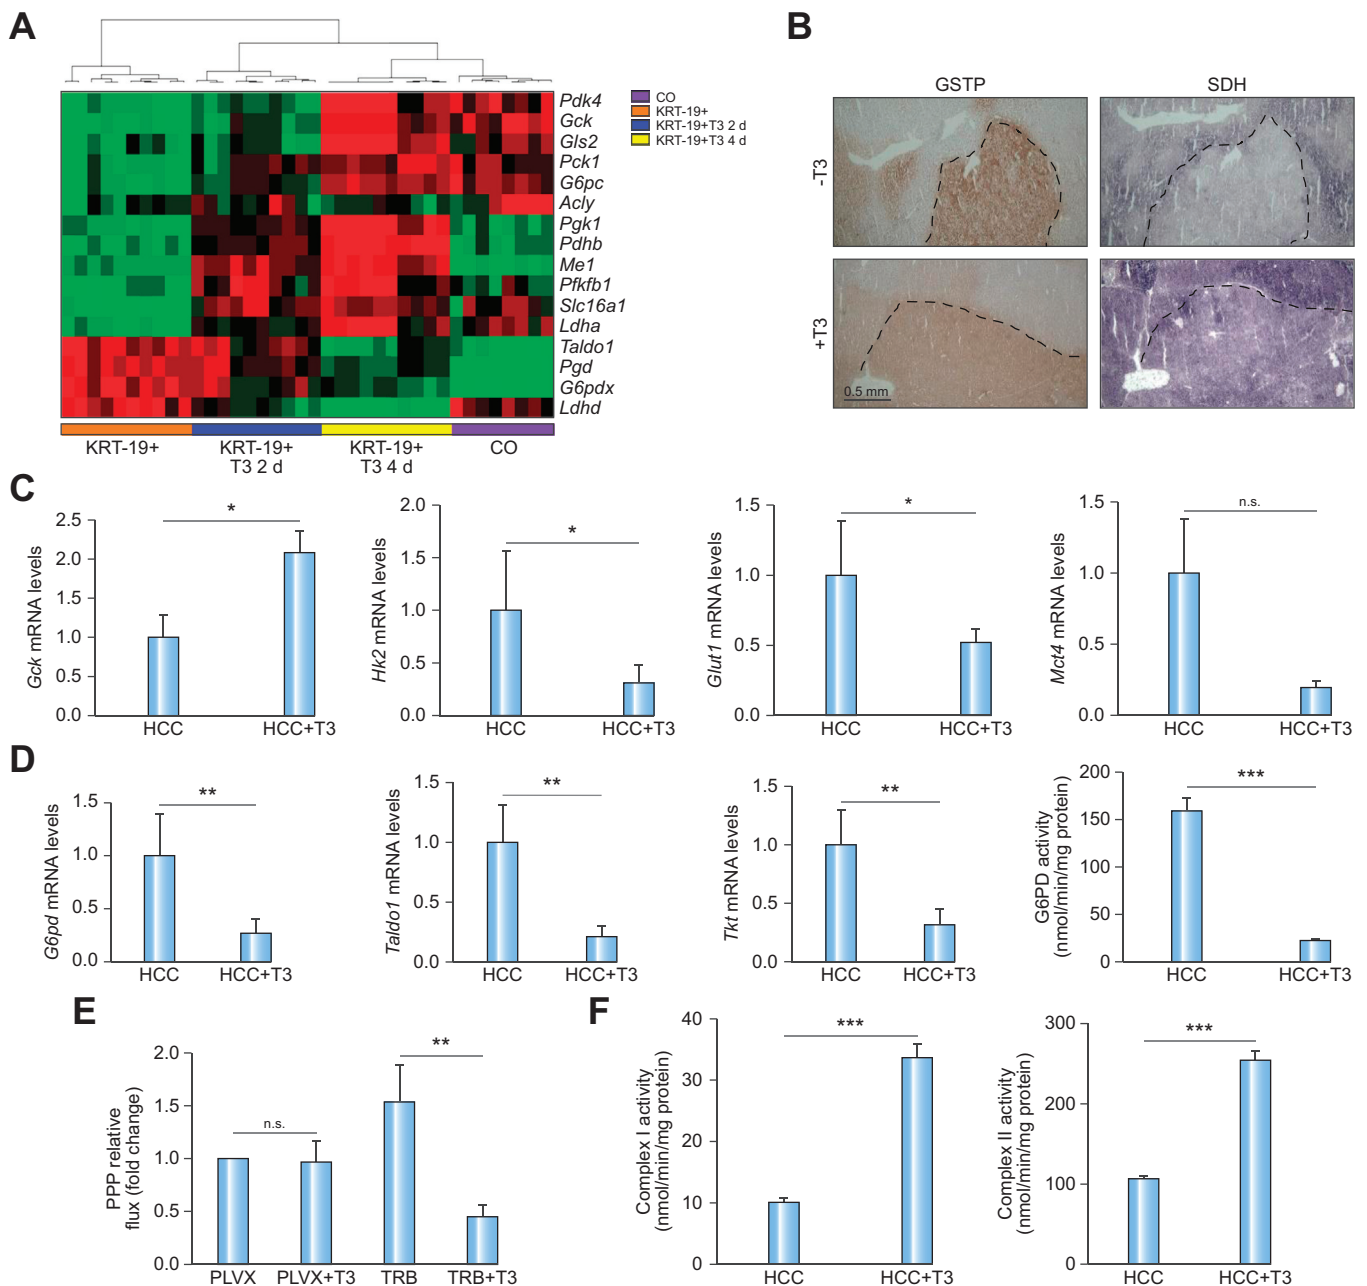 A
Pdk4
Gck
Gls2
Pck1
G6pc
Acly
Pgk1
Pdhb
Me1
Pfkfb1
Slc16a1
Ldha
Taldo1
Pgd
G6pdx
Ldhd
CO
KRT-19+
KRT-19+T3 2 d
KRT-19+T3 4 d
KRT-19+
KRT-19+
T3 2 d
KRT-19+
T3 4 d
CO
B
GSTP
SDH
-T3
+T3
0.5 mm
C
Gck mRNA levels
2.5
2.0
1.5
1.0
0.5
0.0
*
HCC
HCC+T3
Hk2 mRNA levels
2.0
1.5
1.0
0.5
0.0
*
HCC
HCC+T3
Glut1 mRNA levels
1.5
1.0
0.5
0.0
*
HCC
HCC+T3
Mct4 mRNA levels
1.5
1.0
0.5
0.0
n.s.
HCC
HCC+T3
D
G6pd mRNA levels
1.5
1.0
0.5
0.0
**
HCC
HCC+T3
Taldo1 mRNA levels
1.5
1.0
0.5
0.0
**
HCC
HCC+T3
Tkt mRNA levels
1.5
1.0
0.5
0.0
**
HCC
HCC+T3
G6PD activity
(nmol/min/mg protein)
200
150
100
50
0
***
HCC
HCC+T3
E
PPP relative
flux (fold change)
2.0
1.5
1.0
0.5
0.0
n.s.
**
PLVX
PLVX+T3
TRB
TRB+T3
F
Complex I activity
(nmol/min/mg protein)
40
30
20
10
0
***
HCC
HCC+T3
Complex II activity
(nmol/min/mg protein)
300
200
100
0
***
HCC
HCC+T3